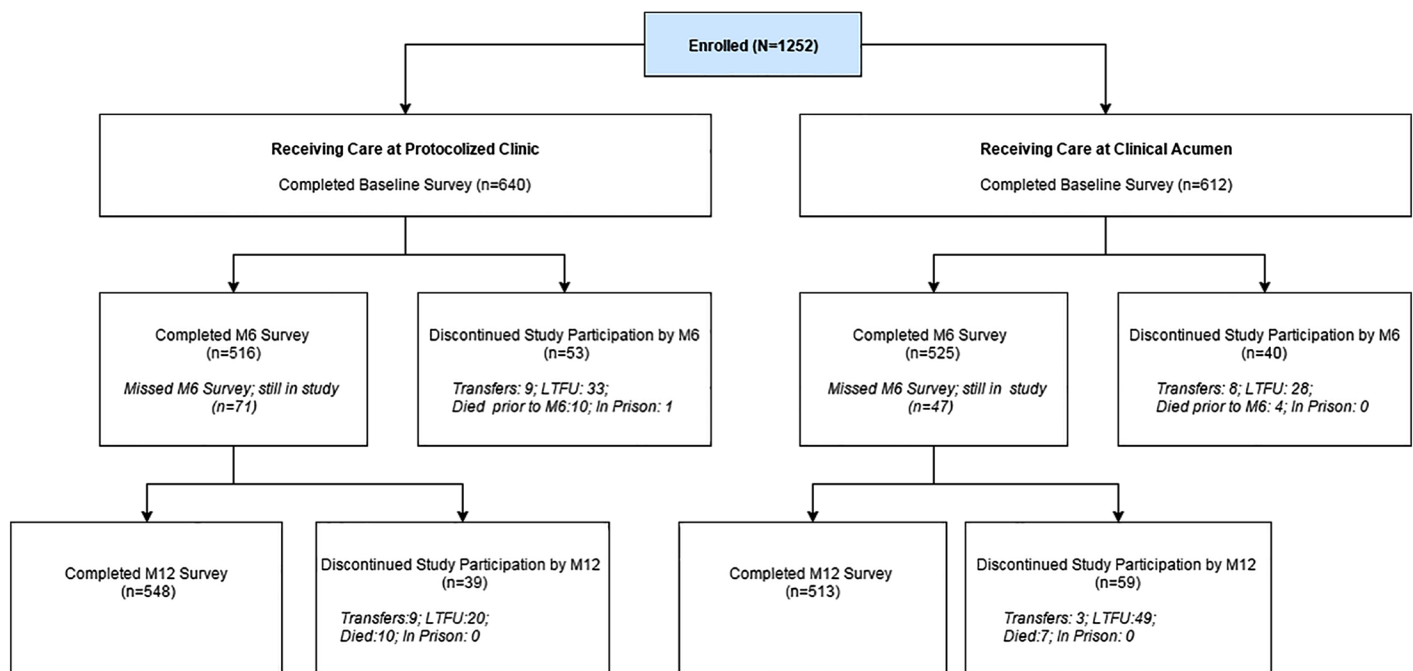 Enrolled (N=1252)
Receiving Care at Protocolized Clinic
Completed Baseline Survey (n=640)
Receiving Care at Clinical Acumen
Completed Baseline Survey (n=612)
Completed M6 Survey
(n=516)
Missed M6 Survey; still in study
(n=71)
Discontinued Study Participation by M6
(n=53)
Transfers: 9; LTFU: 33;
Died prior to M6:10; In Prison: 1
Completed M6 Survey
(n=525)
Missed M6 Survey; still in study
(n=47)
Discontinued Study Participation by M6
(n=40)
Transfers: 8; LTFU: 28;
Died prior to M6: 4; In Prison: 0
Completed M12 Survey
(n=548)
Discontinued Study Participation by M12
(n=39)
Transfers:9; LTFU:20;
Died:10; In Prison: 0
Completed M12 Survey
(n=513)
Discontinued Study Participation by M12
(n=59)
Transfers: 3; LTFU:49;
Died:7; In Prison: 0